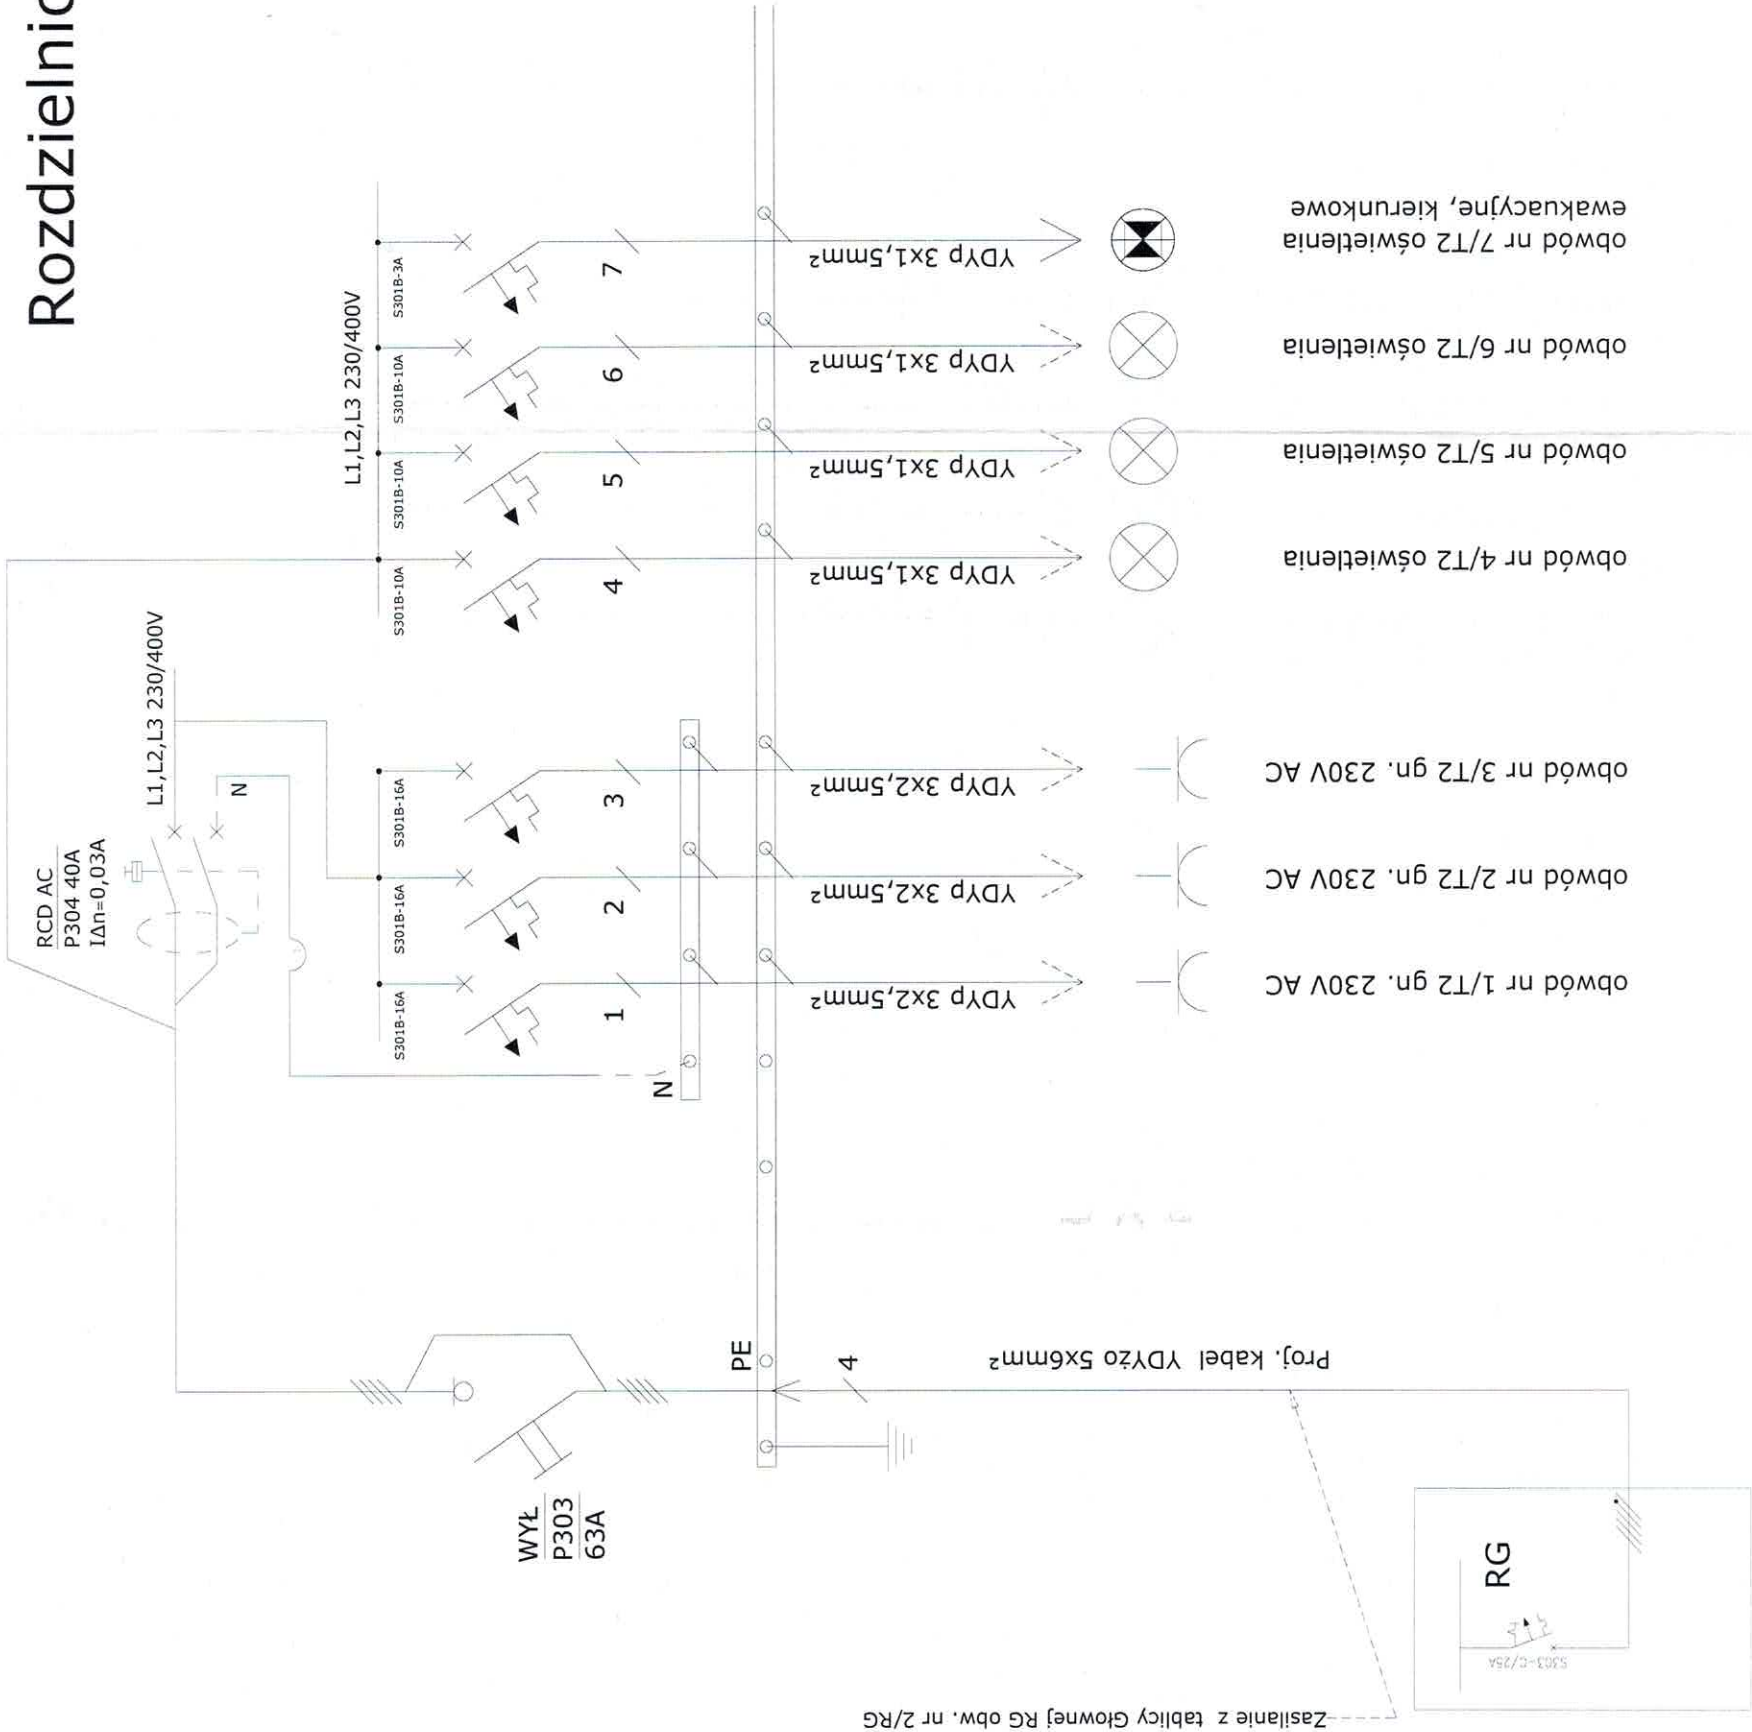 Rozdzielnic
RCD AC
P304 40A
IΔn=0,03A
L1,L2,L3 230/400V
N
L1,L2,L3 230/400V
S301B-16A
S301B-16A
S301B-16A
S301B-10A
S301B-10A
S301B-10A
S301B-3A
1
2
3
4
5
6
7
N
PE
WYŁ
P303
63A
4
YDYp 3x2,5mm²
YDYp 3x2,5mm²
YDYp 3x2,5mm²
YDYp 3x1,5mm²
YDYp 3x1,5mm²
YDYp 3x1,5mm²
YDYp 3x1,5mm²
Proj. kabel YDYżo 5x6mm²
obwód nr 1/T2 gn. 230V AC
obwód nr 2/T2 gn. 230V AC
obwód nr 3/T2 gn. 230V AC
obwód nr 4/T2 oświetlenia
obwód nr 5/T2 oświetlenia
obwód nr 6/T2 oświetlenia
obwód nr 7/T2 oświetlenia
ewakuacyjne, kierunkowe
RG
S303-C/25A
Zasilanie z tablicy Głownej RG obw. nr 2/RG